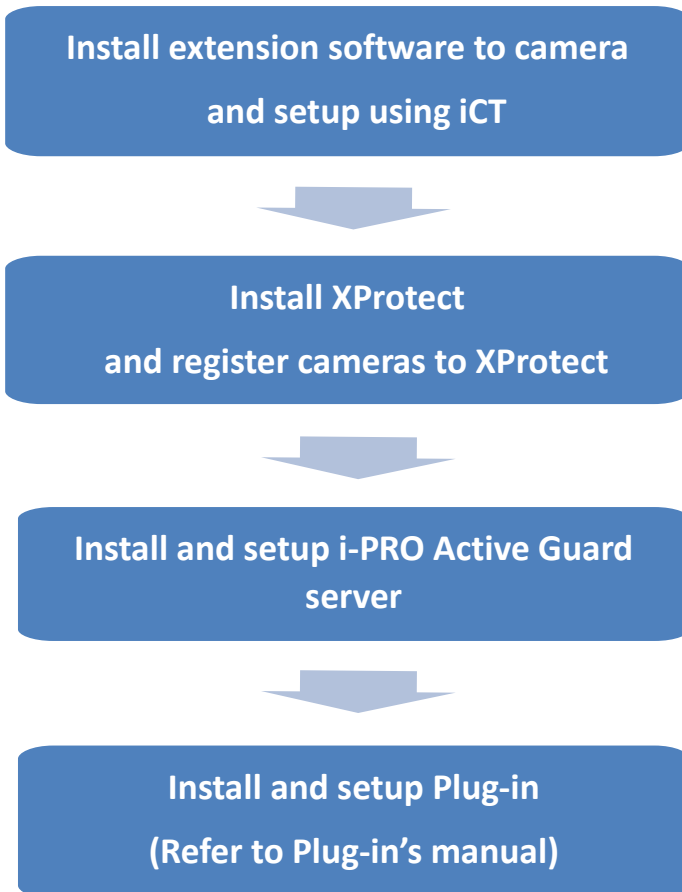 Install extension software to camera
and setup using iCT
Install XProtect
and register cameras to XProtect
Install and setup i-PRO Active Guard
server
Install and setup Plug-in
(Refer to Plug-in’s manual)